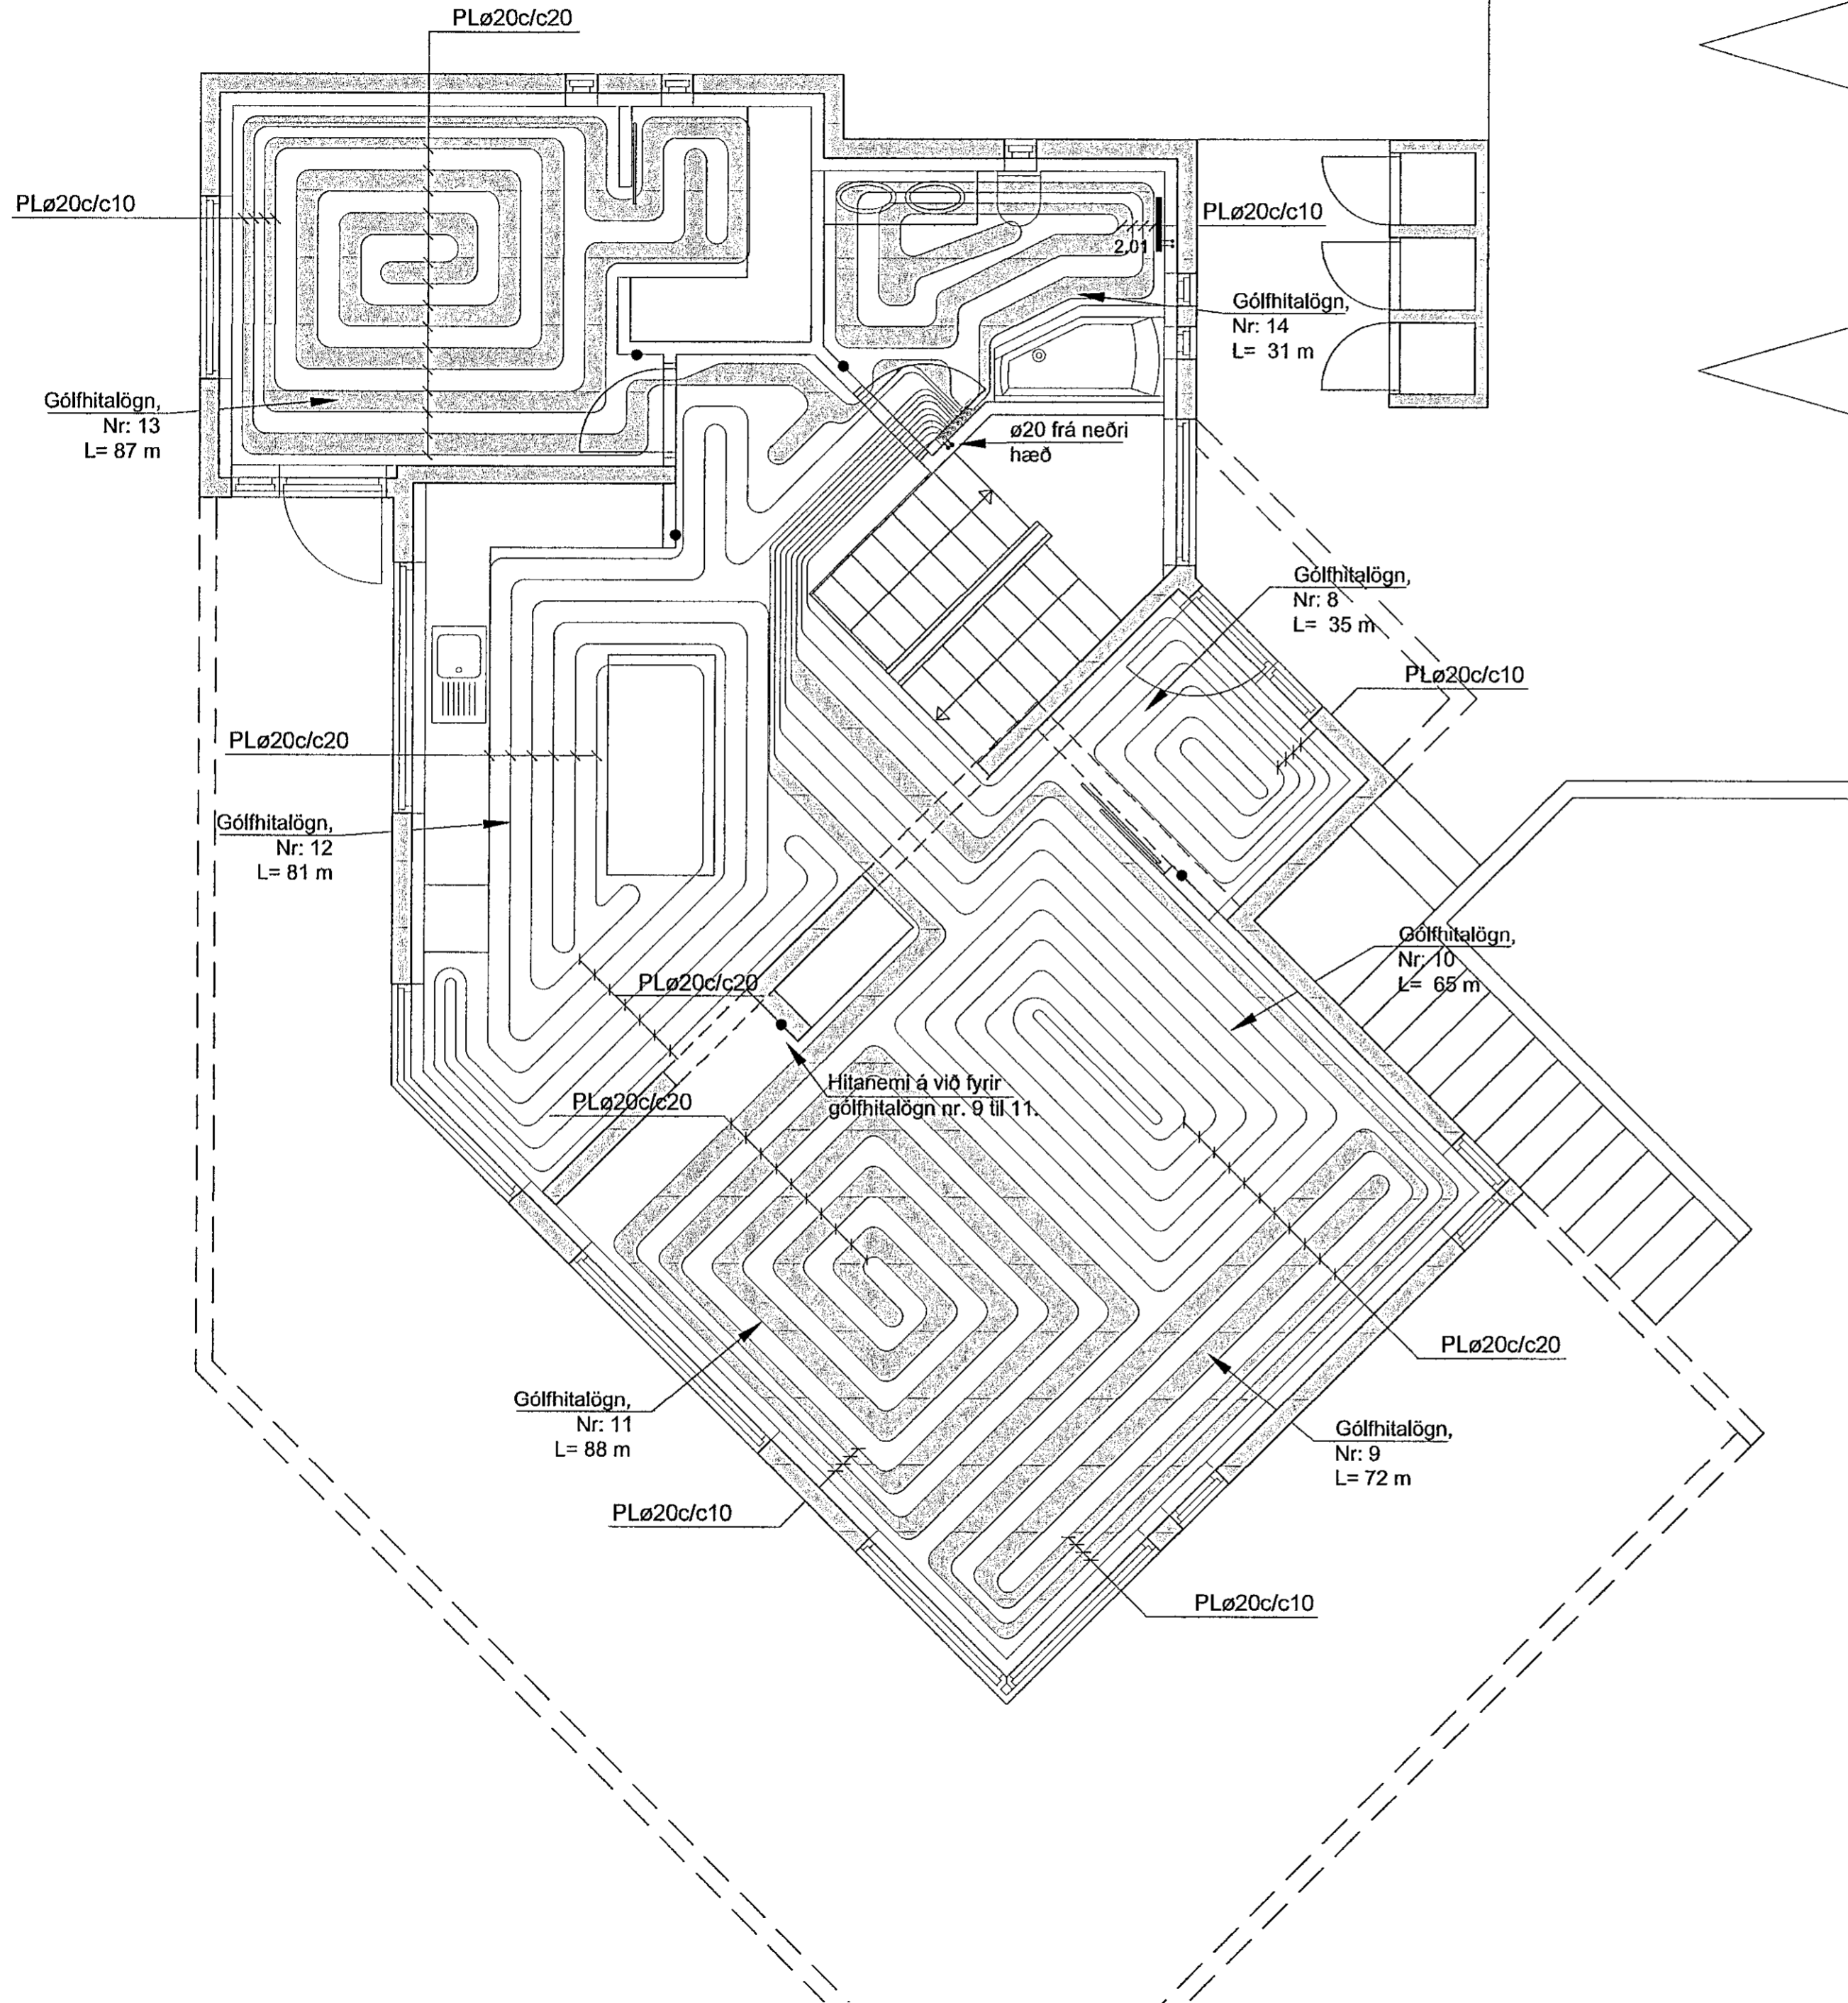 PLø20c/c20
PLø20c/c10
PLø20c/c10
2.01
Gólfhitalögn,
Nr: 14
L= 31 m
Gólfhitalögn,
Nr: 13
L= 87 m
ø20 frá neðri
hæð
Gólfhitalögn,
Nr: 8
L= 35 m
PLø20c/c10
PLø20c/c20
Gólfhitalögn,
Nr: 12
L= 81 m
Gólfhitalögn,
Nr: 10
L= 65 m
PLø20c/c20
Hitanemi á við fyrir
gólfhitalögn nr. 9 til 11.
PLø20c/c20
PLø20c/c20
Gólfhitalögn,
Nr: 11
L= 88 m
Gólfhitalögn,
Nr: 9
L= 72 m
PLø20c/c10
PLø20c/c10